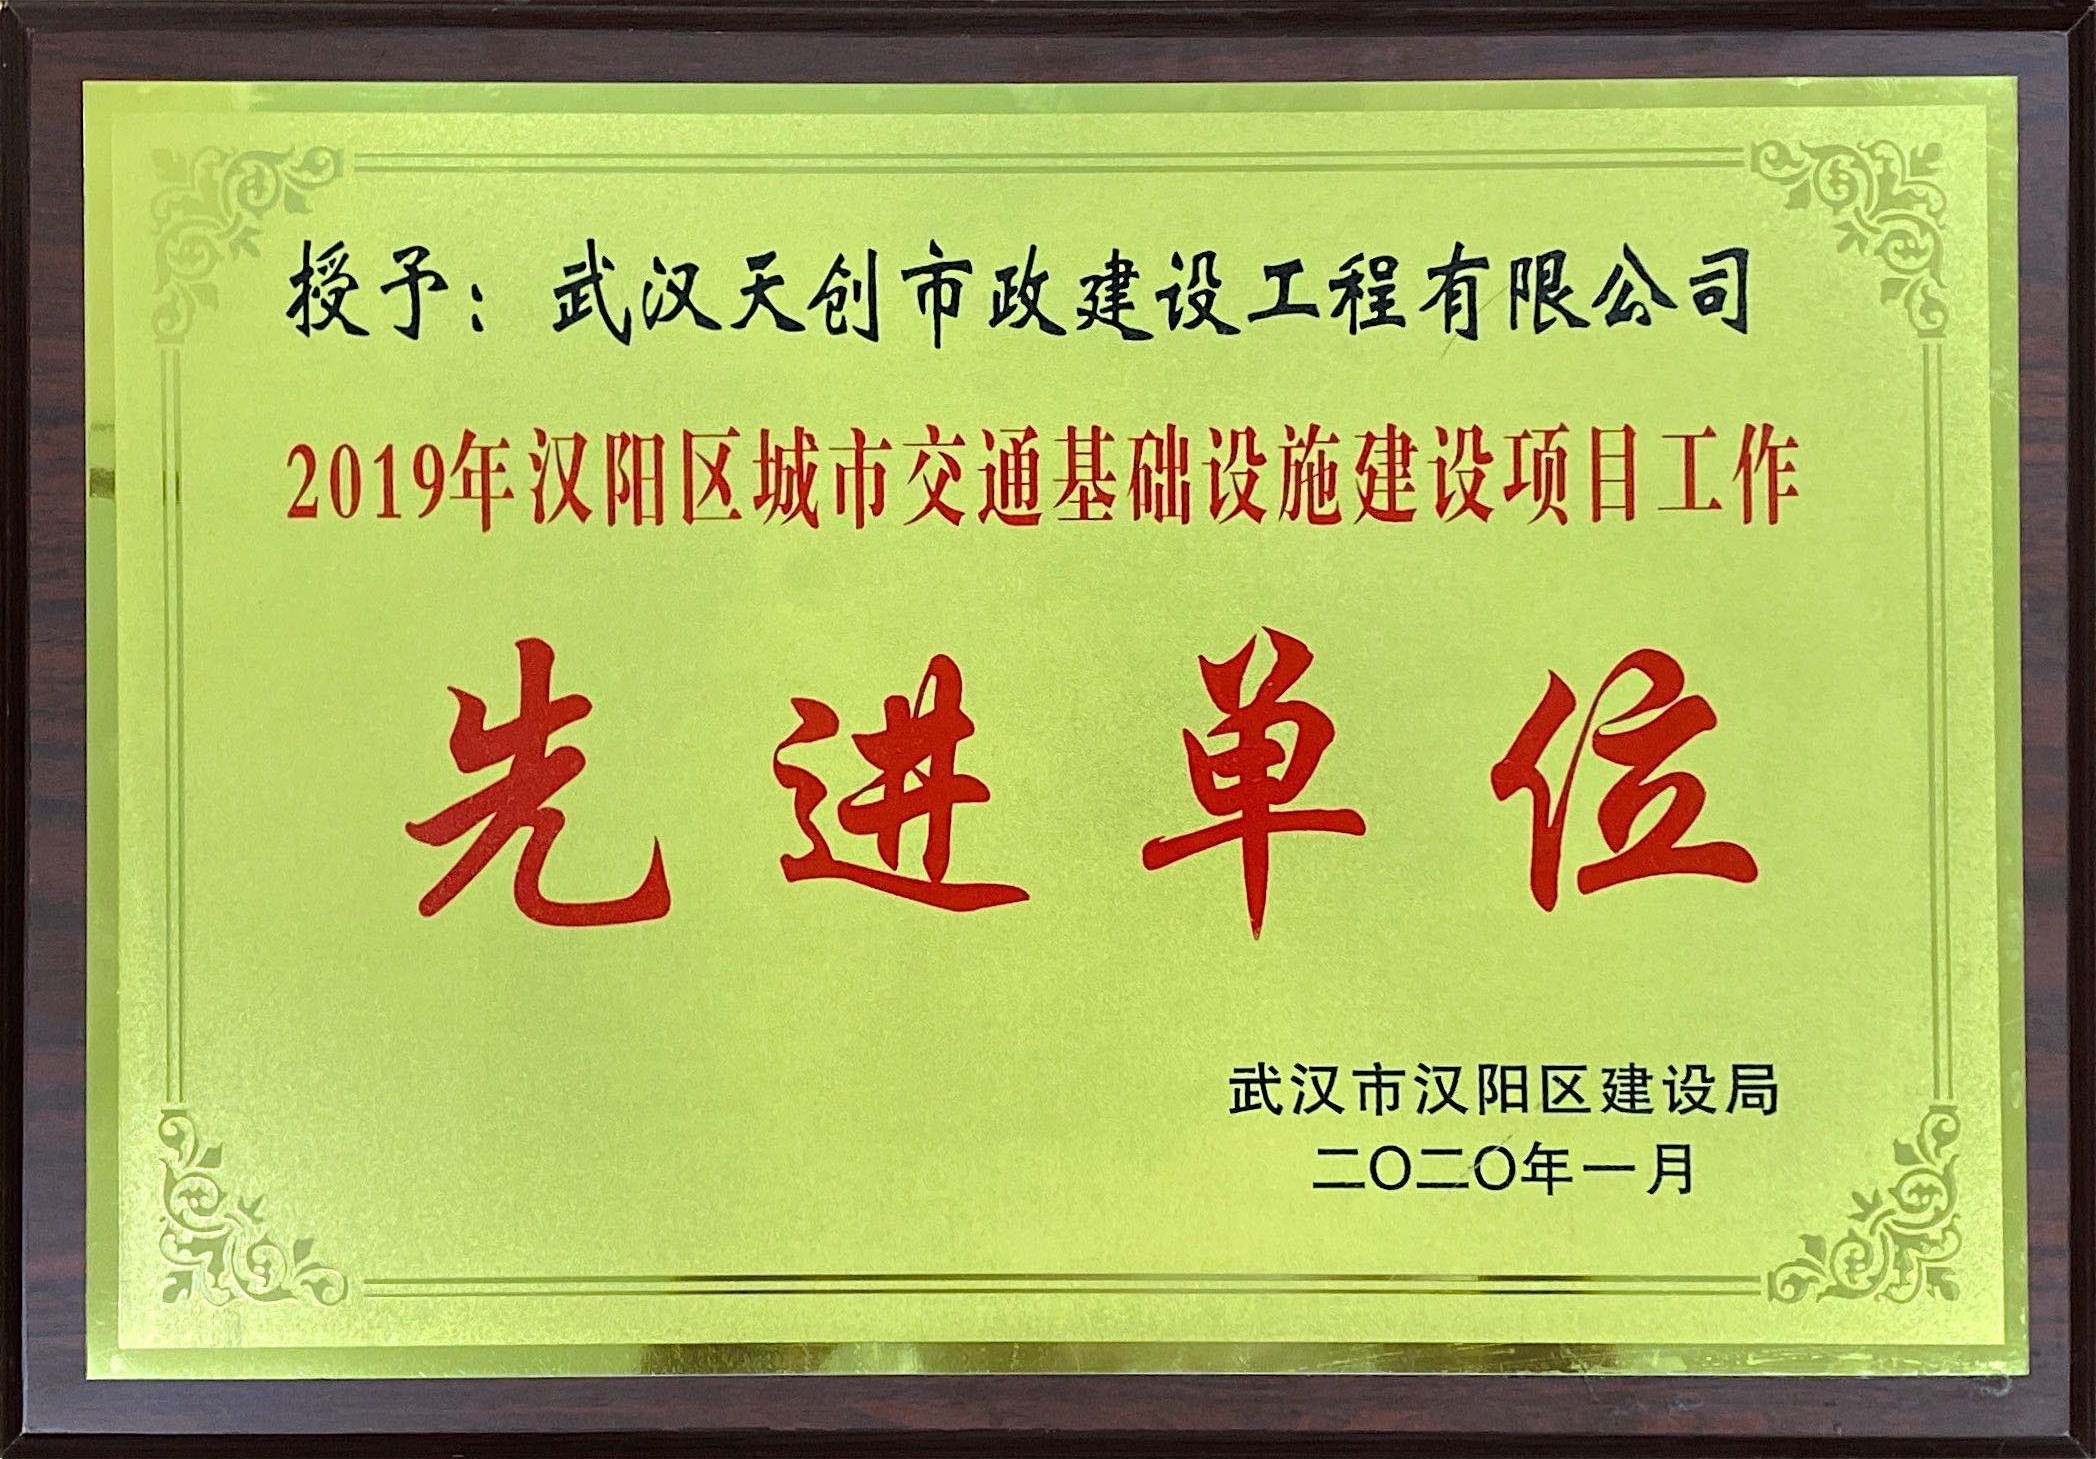 授予：武汉天创市政建设工程有限公司
2019年汉阳区城市交通基础设施建设项目工作
先进单位
武汉市汉阳区建设局
二〇二〇年一月